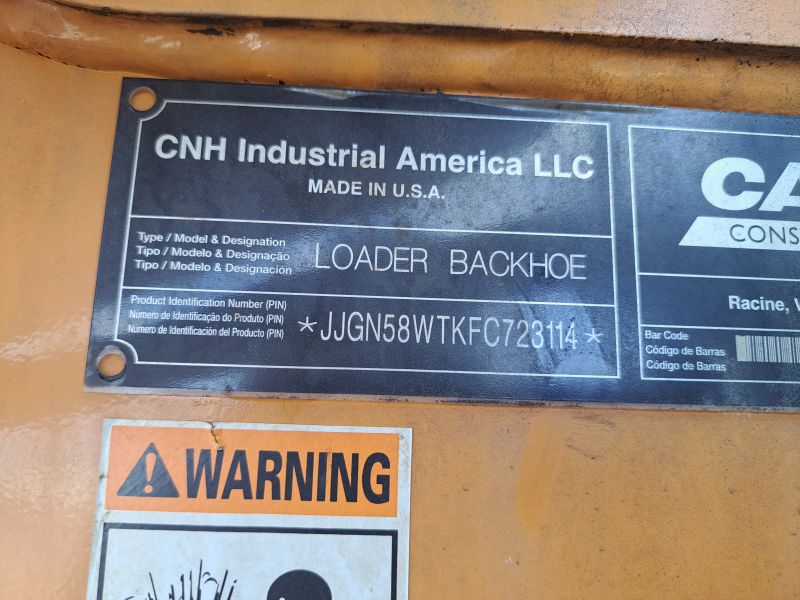 CNH Industrial America LLC
MADE IN U.S.A.
Type / Model & Designation
Tipo / Modelo & Designação
Tipo / Modelo & Designación
LOADER BACKHOE
Product Identification Number (PIN)
Número de Identificação do Produto (PIN)
Número de Identificación del Producto (PIN)
*JJGN58WTKFC723114*
CA
CONS
Racine, W
Bar Code
Código de Barras
Código de Barras
WARNING